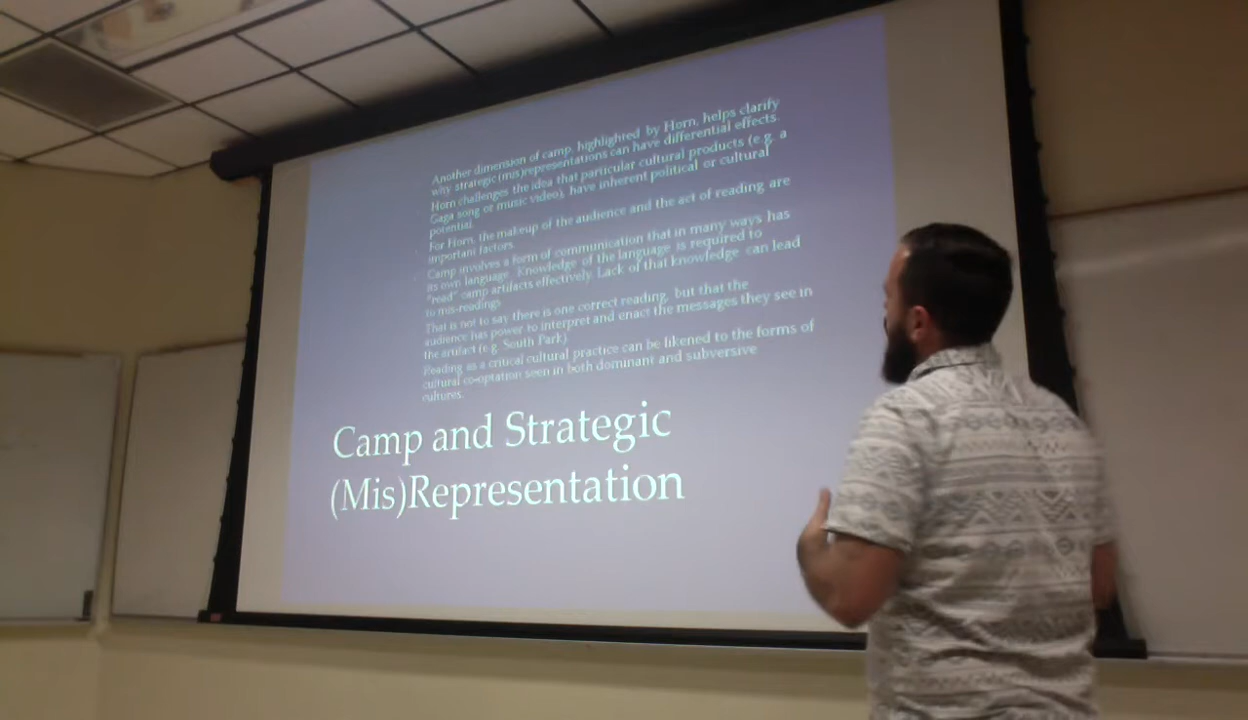 Another dimension of camp, highlighted by Horn, helps clarify
why strategic (mis)representations can have differential effects.
Horn challenges the idea that particular cultural products (e.g. a
Gaga song or music video), have inherent political or cultural
potential.
For Horn, the makeup of the audience and the act of reading are
important factors.
Camp involves a form of communication that in many ways has
its own language. Knowledge of the language is required to
"read" camp artifacts effectively. Lack of that knowledge can lead
to mis-readings.
That is not to say there is one correct reading, but that the
audience has power to interpret and enact the messages they see in
the artifact (e.g. South Park).
Reading as a critical cultural practice can be likened to the forms of
cultural co-optation seen in both dominant and subversive
cultures.
Camp and Strategic
(Mis)Representation